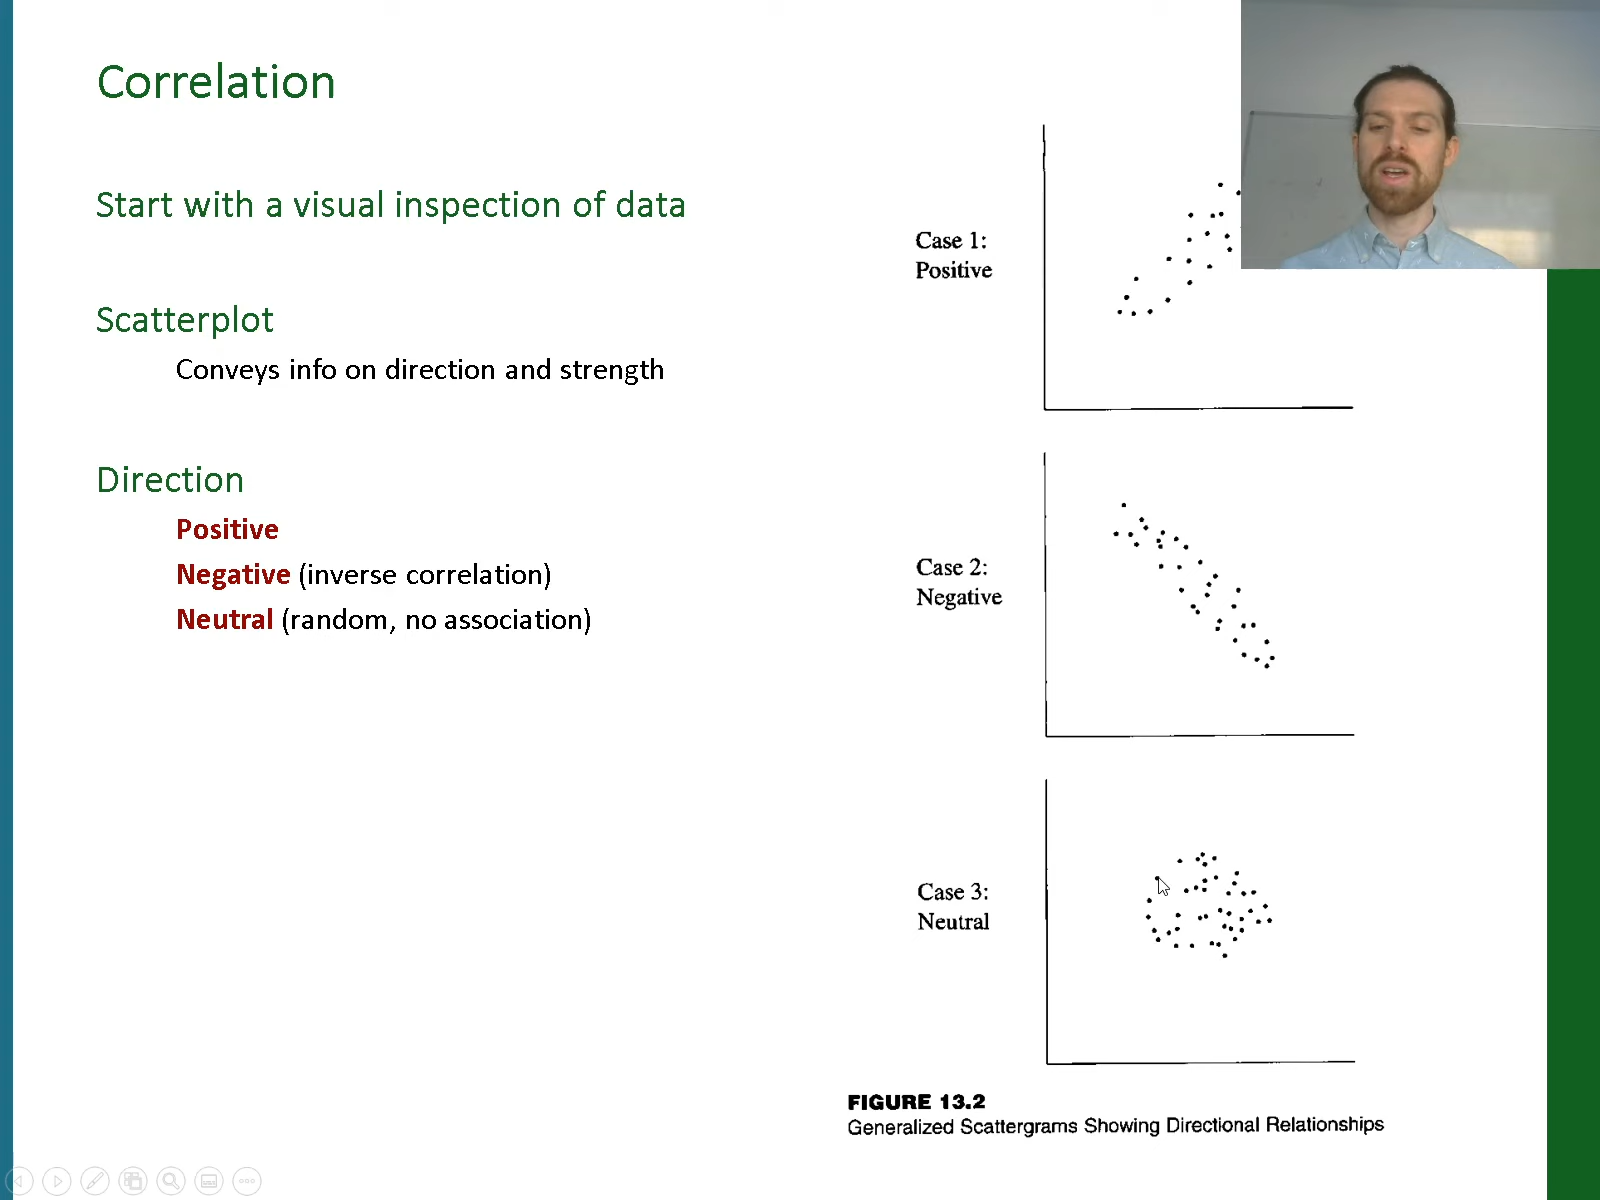 Correlation
Start with a visual inspection of data
Scatterplot
Conveys info on direction and strength
Direction
Positive
Negative (inverse correlation)
Neutral (random, no association)
Case 1:
Positive
Case 2:
Negative
Case 3:
Neutral
FIGURE 13.2
Generalized Scattergrams Showing Directional Relationships